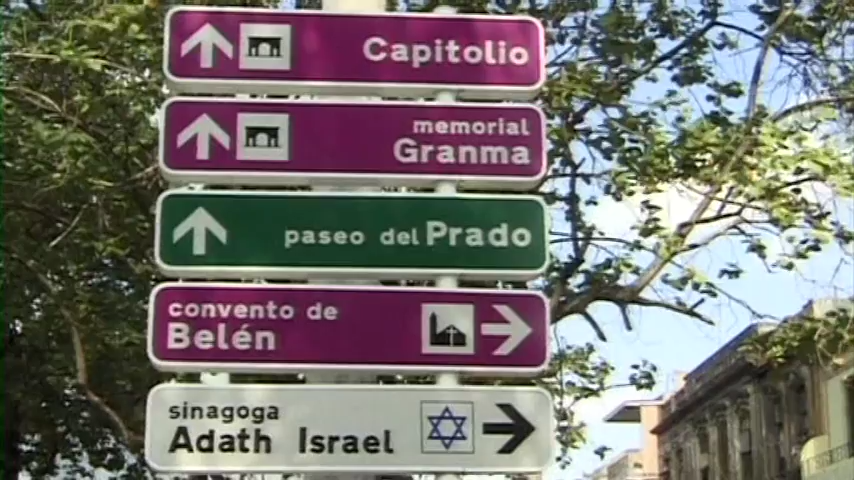 Capitolio
memorial
Granma
paseo del Prado
convento de
Belén
sinagoga
Adath Israel